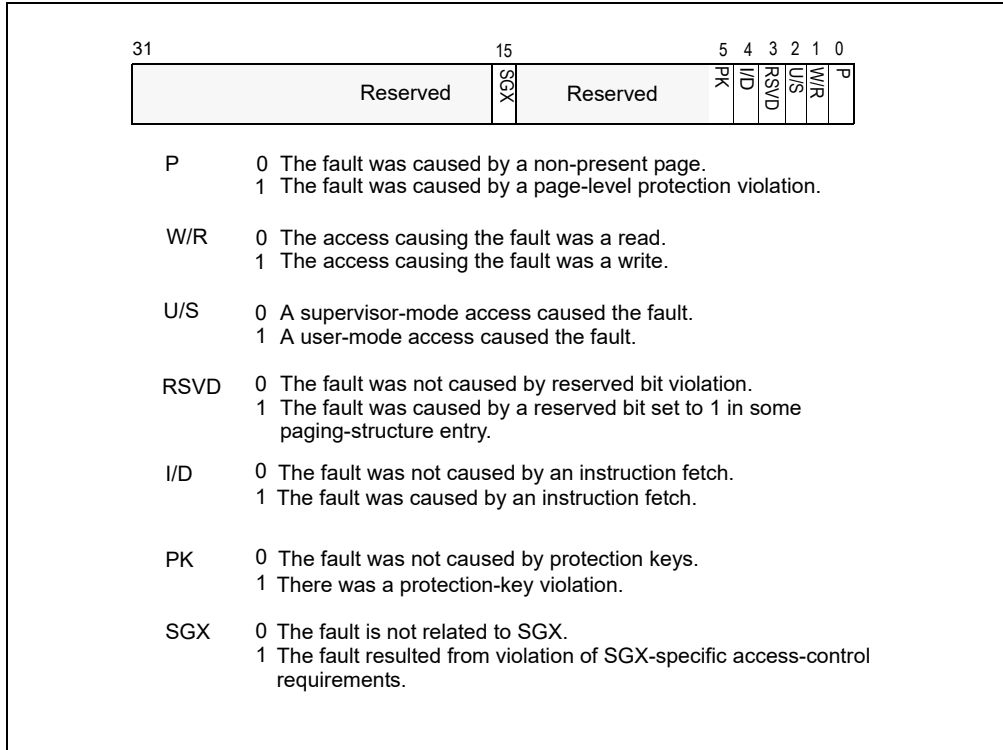 31 15 5 4 3 2 1 0
Reserved SGX Reserved PK I/D RSVD U/S W/R P
P 0 The fault was caused by a non-present page.
1 The fault was caused by a page-level protection violation.
W/R 0 The access causing the fault was a read.
1 The access causing the fault was a write.
U/S 0 A supervisor-mode access caused the fault.
1 A user-mode access caused the fault.
RSVD 0 The fault was not caused by reserved bit violation.
1 The fault was caused by a reserved bit set to 1 in some
paging-structure entry.
I/D 0 The fault was not caused by an instruction fetch.
1 The fault was caused by an instruction fetch.
PK 0 The fault was not caused by protection keys.
1 There was a protection-key violation.
SGX 0 The fault is not related to SGX.
1 The fault resulted from violation of SGX-specific access-control
requirements.